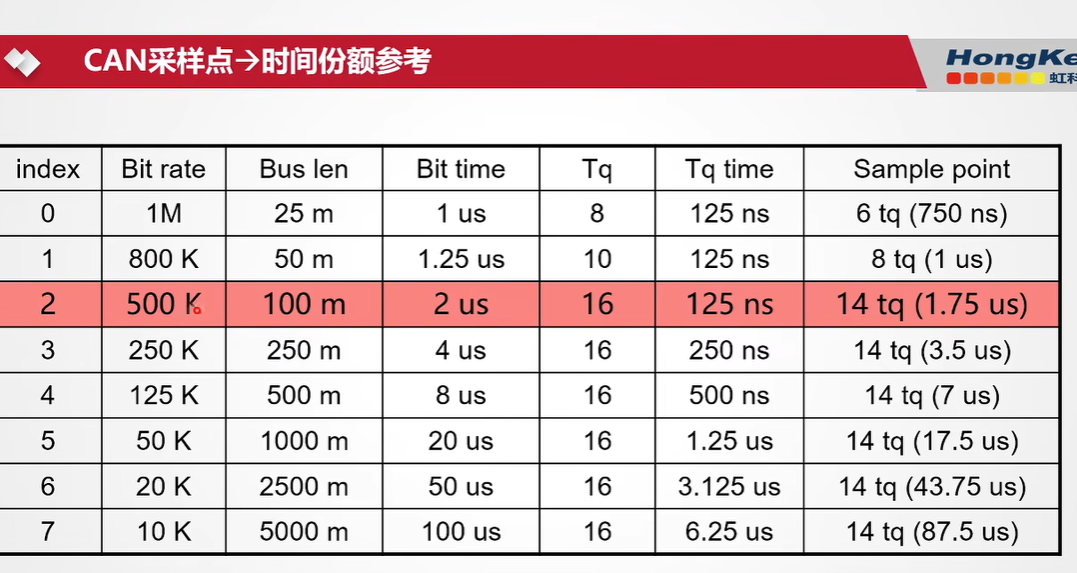 CAN采样点→时间份额参考
HongKe
虹科
index Bit rate Bus len Bit time Tq Tq time Sample point
0 1M 25 m 1 us 8 125 ns 6 tq (750 ns)
1 800 K 50 m 1.25 us 10 125 ns 8 tq (1 us)
2 500 K 100 m 2 us 16 125 ns 14 tq (1.75 us)
3 250 K 250 m 4 us 16 250 ns 14 tq (3.5 us)
4 125 K 500 m 8 us 16 500 ns 14 tq (7 us)
5 50 K 1000 m 20 us 16 1.25 us 14 tq (17.5 us)
6 20 K 2500 m 50 us 16 3.125 us 14 tq (43.75 us)
7 10 K 5000 m 100 us 16 6.25 us 14 tq (87.5 us)